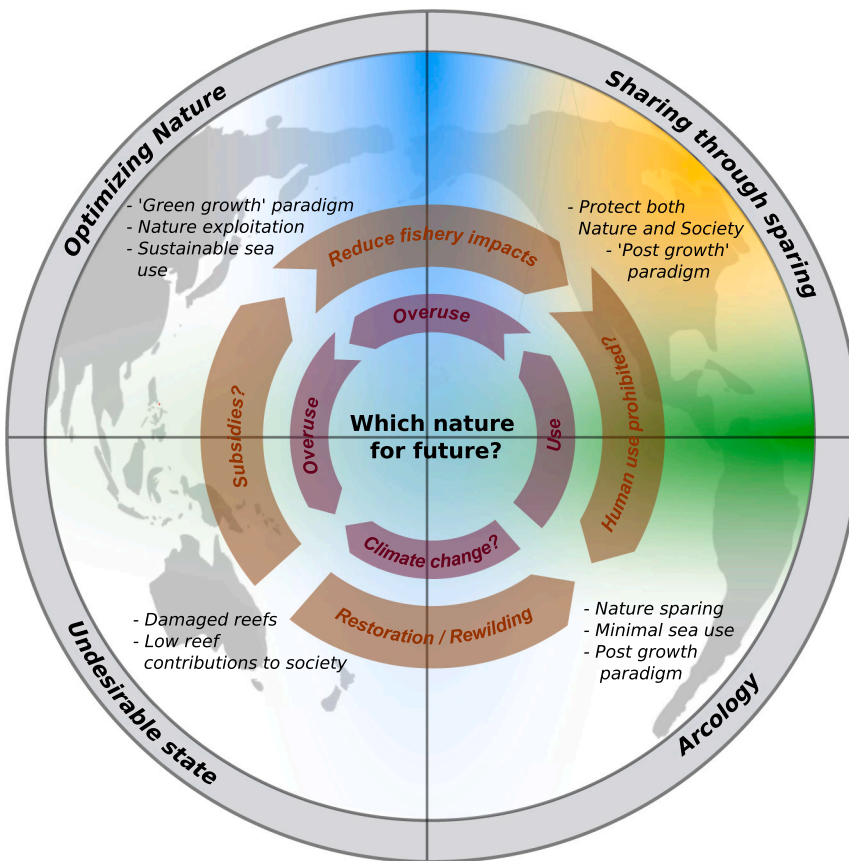 Optimizing Nature
Sharing through sparing
- 'Green growth' paradigm
- Nature exploitation
- Sustainable sea
use
- Protect both
Nature and Society
- 'Post growth'
paradigm
Reduce fishery impacts
Overuse
Subsidies?
Overuse
Which nature
for future?
Use
Human use prohibited?
Climate change?
Restoration / Rewilding
- Damaged reefs
- Low reef
contributions to society
- Nature sparing
- Minimal sea use
- Post growth
paradigm
Undesirable state
Arcology